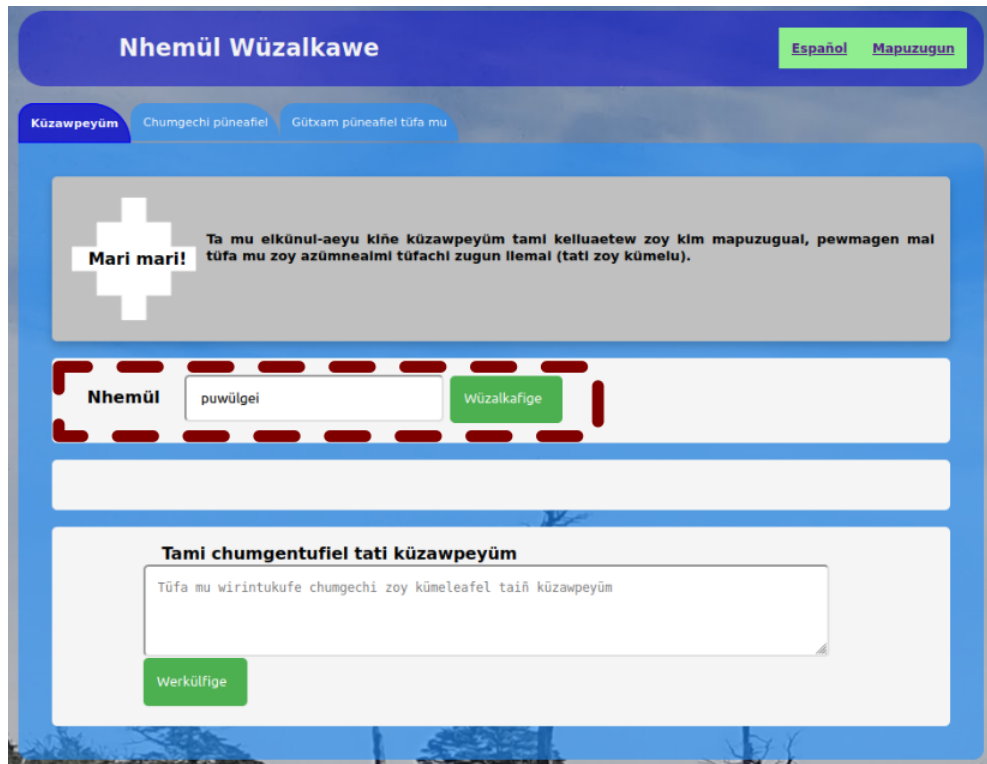 Nhemül Wüzalkawe
Español Mapuzugun
Küzawpeyüm Chumgechi püneafiel Gütxam püneafiel tüfa mu
Mari mari!
Ta mu elkünul-aeyu kiñe küzawpeyüm tami kelluaetew zoy kim mapuzugual, pewmagen mai
tüfa mu zoy azümnealmi tüfachi zugun llemai (tati zoy kümelu).
Nhemül puwülgei Wüzalkafige
Tami chumgentufiel tati küzawpeyüm
Tüfa mu wirintukufe chumgechi zoy kümeleafel taiñ küzawpeyüm
Werkülfige